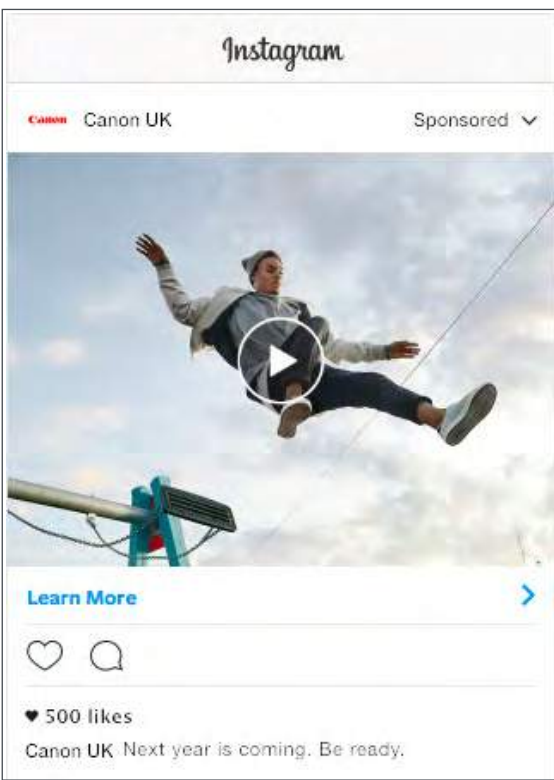 Instagram
Canon Canon UK Sponsored
Learn More
500 likes
Canon UK Next year is coming. Be ready.